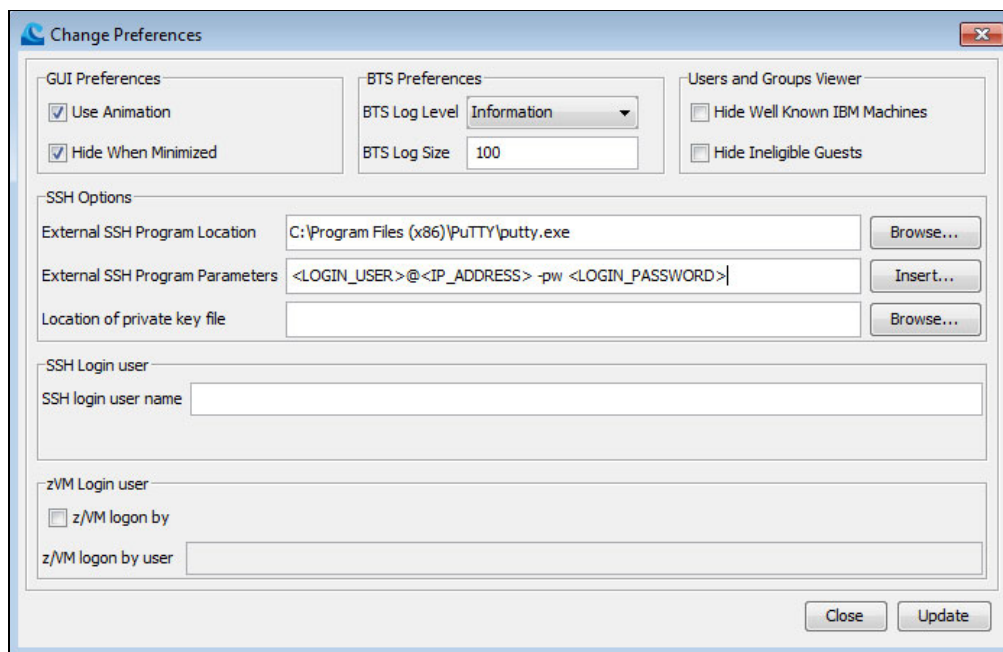 Change Preferences
GUI Preferences
Use Animation
Hide When Minimized
BTS Preferences
BTS Log Level Information
BTS Log Size 100
Users and Groups Viewer
Hide Well Known IBM Machines
Hide Ineligible Guests
SSH Options
External SSH Program Location C:\Program Files (x86)\PuTTY\putty.exe Browse...
External SSH Program Parameters <LOGIN_USER>@<IP_ADDRESS> -pw <LOGIN_PASSWORD> Insert...
Location of private key file Browse...
SSH Login user
SSH login user name
zVM Login user
z/VM logon by
z/VM logon by user
Close Update